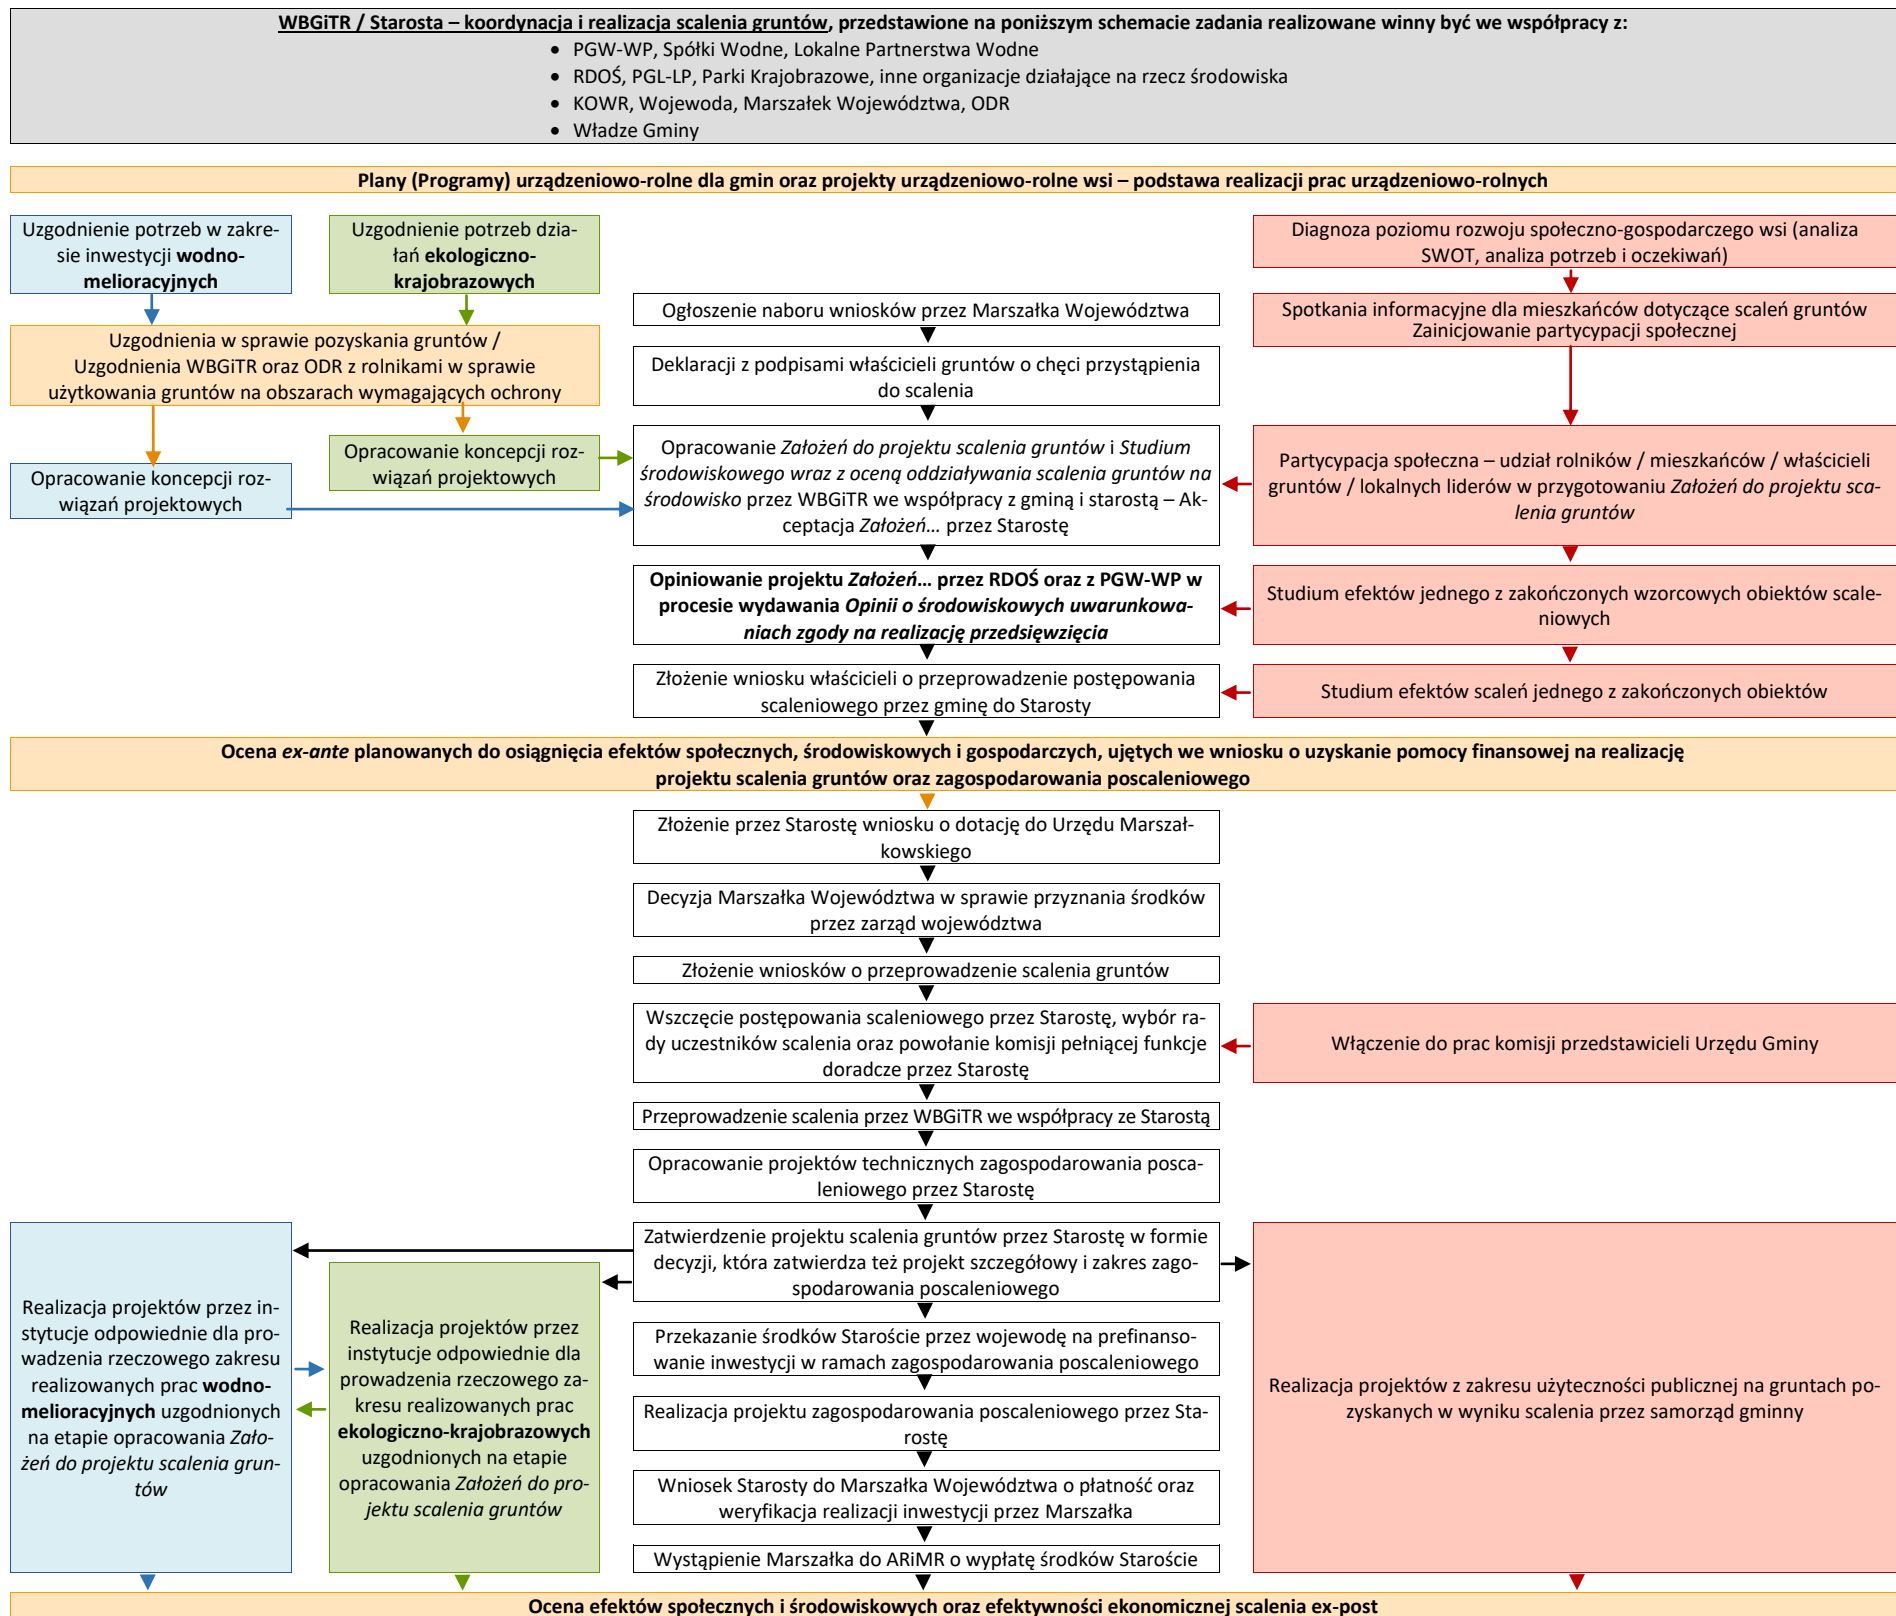 WBGiTR / Starosta – koordynacja i realizacja scalenia gruntów, przedstawione na poniższym schemacie zadania realizowane winny być we współpracy z:
• PGW-WP, Spółki Wodne, Lokalne Partnerstwa Wodne
• RDOŚ, PGL-LP, Parki Krajobrazowe, inne organizacje działające na rzecz środowiska
• KOWR, Wojewoda, Marszałek Województwa, ODR
• Władze Gminy
Plany (Programy) urządzeniowo-rolne dla gmin oraz projekty urządzeniowo-rolne wsi – podstawa realizacji prac urządzeniowo-rolnych
Uzgodnienie potrzeb w zakre-
sie inwestycji wodno-
melioracyjnych
Uzgodnienie potrzeb dzia-
łań ekologiczno-
krajobrazowych
Uzgodnienia w sprawie pozyskania gruntów /
Uzgodnienia WBGiTR oraz ODR z rolnikami w sprawie
użytkowania gruntów na obszarach wymagających ochrony
Opracowanie koncepcji roz-
wiązań projektowych
Opracowanie koncepcji roz-
wiązań projektowych
Diagnoza poziomu rozwoju społeczno-gospodarczego wsi (analiza
SWOT, analiza potrzeb i oczekiwań)
Spotkania informacyjne dla mieszkańców dotyczące scaleń gruntów
Zainicjowanie partycypacji społecznej
Partycypacja społeczna – udział rolników / mieszkańców / właścicieli
gruntów / lokalnych liderów w przygotowaniu Założeń do projektu sca-
lenia gruntów
Studium efektów jednego z zakończonych wzorcowych obiektów scale-
niowych
Studium efektów scaleń jednego z zakończonych obiektów
Ogłoszenie naboru wniosków przez Marszałka Województwa
Deklaracji z podpisami właścicieli gruntów o chęci przystąpienia
do scalenia
Opracowanie Założeń do projektu scalenia gruntów i Studium
środowiskowego wraz z oceną oddziaływania scalenia gruntów na
środowisko przez WBGiTR we współpracy z gminą i starostą – Ak-
ceptacja Założeń... przez Starostę
Opiniowanie projektu Założeń... przez RDOŚ oraz z PGW-WP w
procesie wydawania Opinii o środowiskowych uwarunkowa-
niach zgody na realizację przedsięwzięcia
Złożenie wniosku właścicieli o przeprowadzenie postępowania
scaleniowego przez gminę do Starosty
Ocena ex-ante planowanych do osiągnięcia efektów społecznych, środowiskowych i gospodarczych, ujętych we wniosku o uzyskanie pomocy finansowej na realizację
projektu scalenia gruntów oraz zagospodarowania poscaleniowego
Złożenie przez Starostę wniosku o dotację do Urzędu Marszał-
kowskiego
Decyzja Marszałka Województwa w sprawie przyznania środków
przez zarząd województwa
Złożenie wniosków o przeprowadzenie scalenia gruntów
Wszczęcie postępowania scaleniowego przez Starostę, wybór ra-
dy uczestników scalenia oraz powołanie komisji pełniącej funkcje
doradcze przez Starostę
Włączenie do prac komisji przedstawicieli Urzędu Gminy
Przeprowadzenie scalenia przez WBGiTR we współpracy ze Starostą
Opracowanie projektów technicznych zagospodarowania posca-
leniowego przez Starostę
Zatwierdzenie projektu scalenia gruntów przez Starostę w formie
decyzji, która zatwierdza też projekt szczegółowy i zakres zago-
spodarowania poscaleniowego
Przekazanie środków Staroście przez wojewodę na prefinanso-
wanie inwestycji w ramach zagospodarowania poscaleniowego
Realizacja projektu zagospodarowania poscaleniowego przez Sta-
rostę
Wniosek Starosty do Marszałka Województwa o płatność oraz
weryfikacja realizacji inwestycji przez Marszałka
Wystąpienie Marszałka do ARiMR o wypłatę środków Staroście
Realizacja projektów przez in-
stytucje odpowiednie dla pro-
wadzenia rzeczowego zakresu
realizowanych prac wodno-
melioracyjnych uzgodnionych
na etapie opracowania Zało-
żeń do projektu scalenia grun-
tów
Realizacja projektów przez
instytucje odpowiednie dla
prowadzenia rzeczowego za-
kresu realizowanych prac
ekologiczno-krajobrazowych
uzgodnionych na etapie
opracowania Założeń do pro-
jektu scalenia gruntów
Realizacja projektów z zakresu użyteczności publicznej na gruntach po-
zyskanych w wyniku scalenia przez samorząd gminny
Ocena efektów społecznych i środowiskowych oraz efektywności ekonomicznej scalenia ex-post